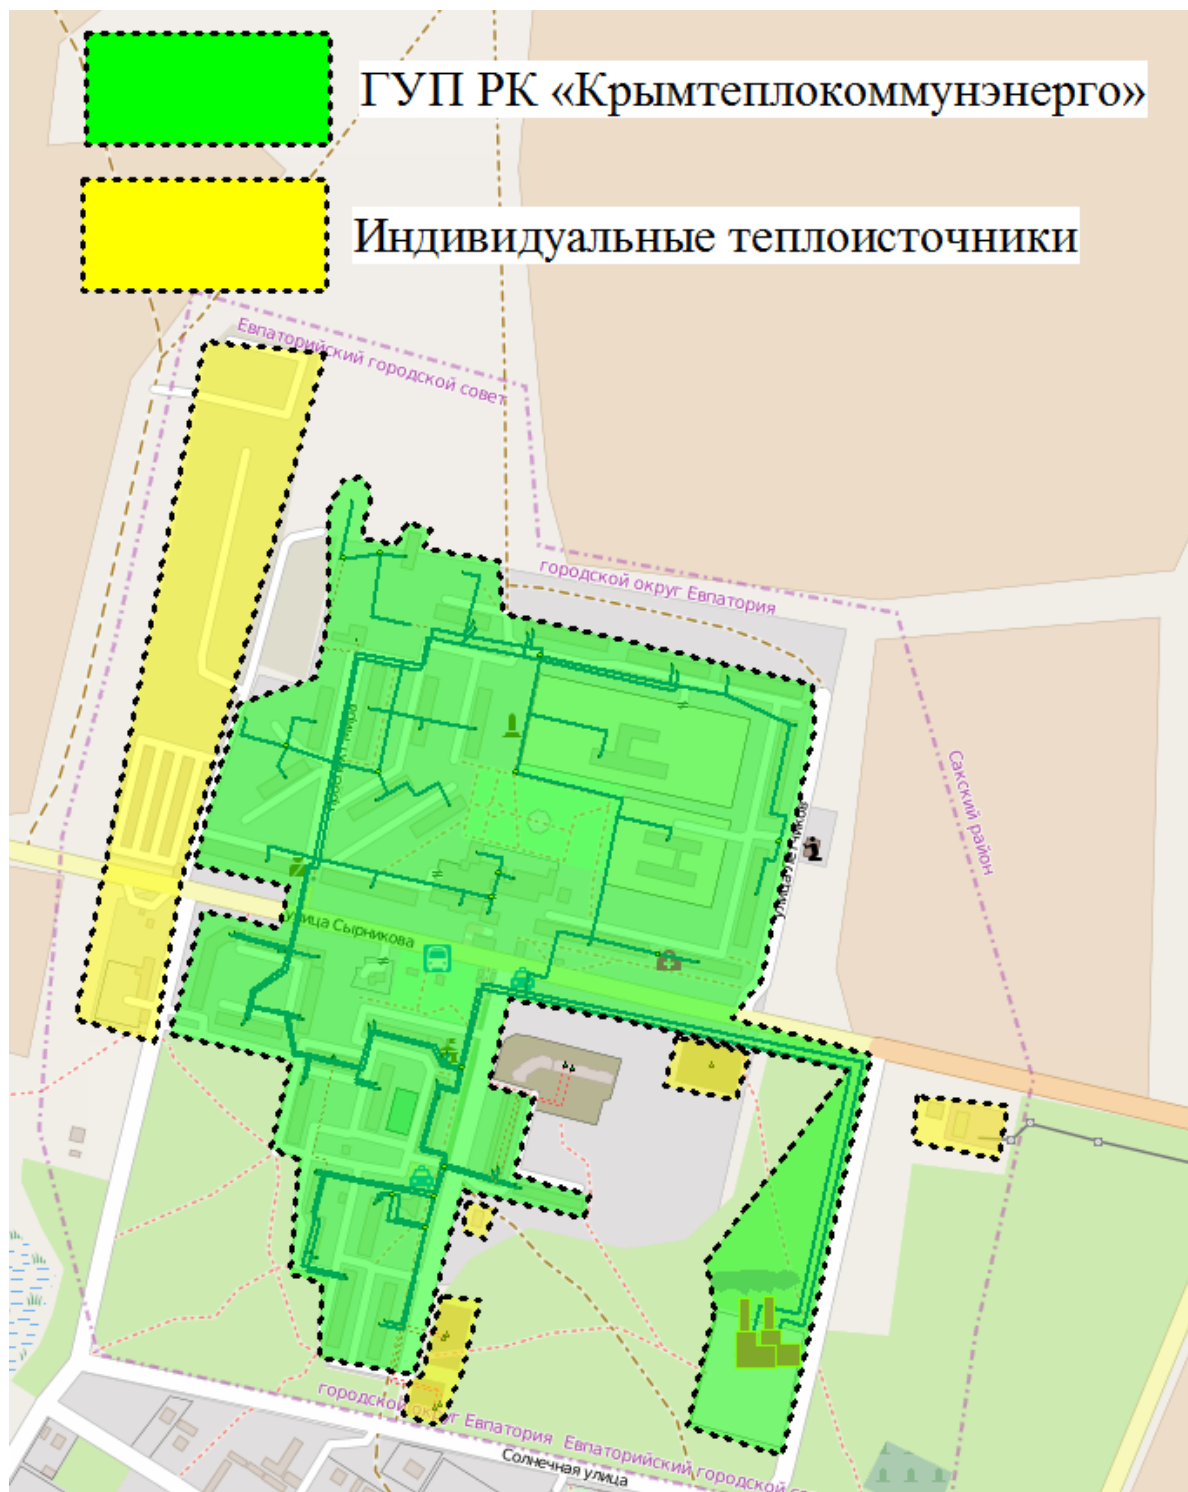 ГУП РК «Крымтеплокоммунэнерго»
Индивидуальные теплоисточники
Евпаторийский городской совет
городской округ Евпатория
Сакский район
улица Лётчиков
улица Сырникова
городской округ Евпатория Евпаторийский городской с
Солнечная улица